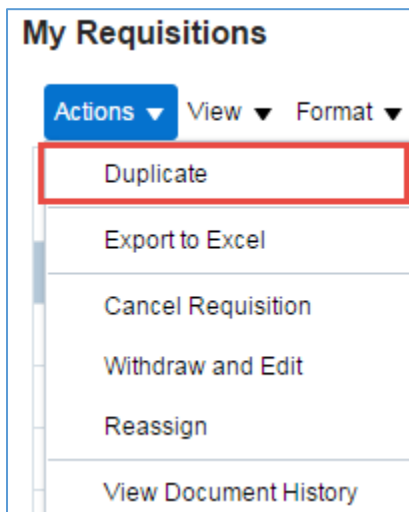 My Requisitions
Actions View Format
Duplicate
Export to Excel
Cancel Requisition
Withdraw and Edit
Reassign
View Document History